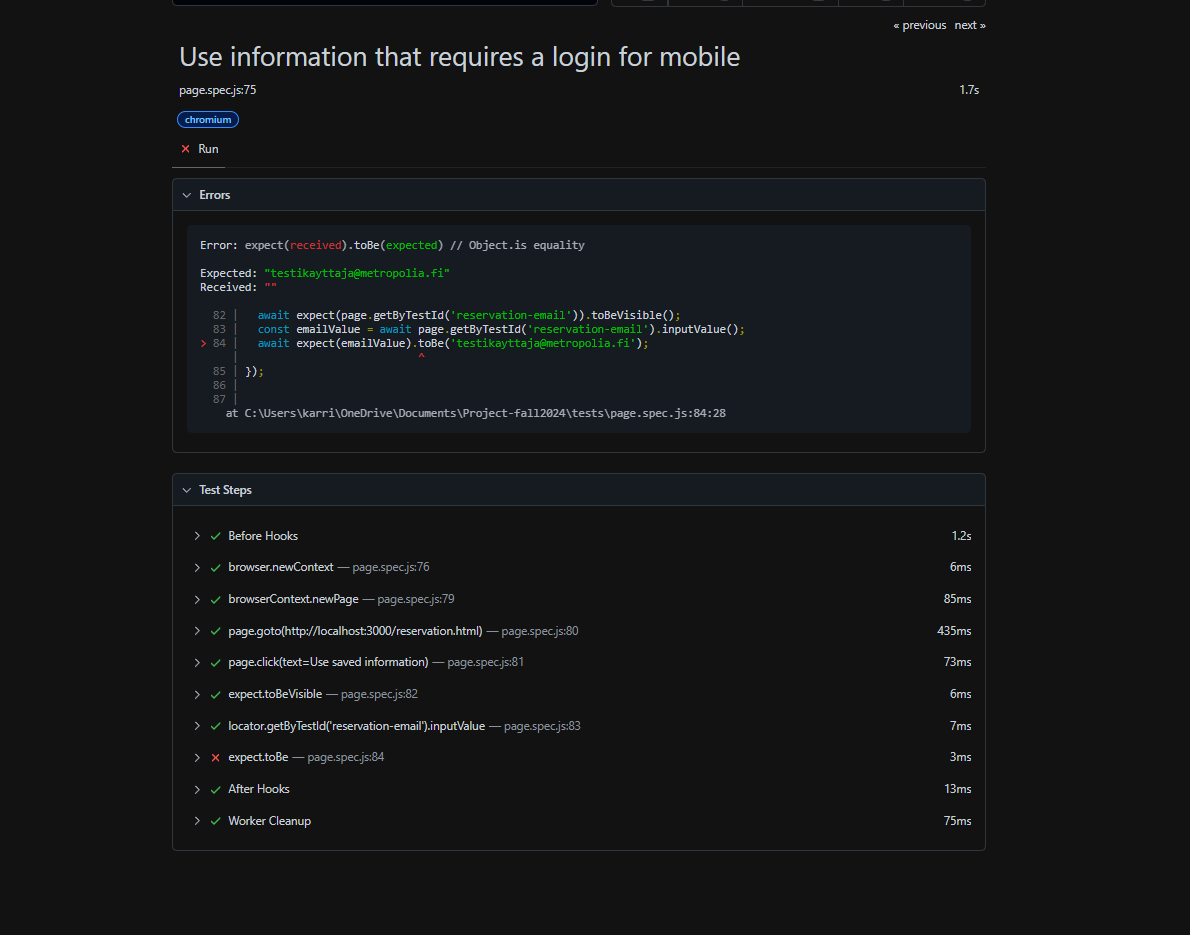 « previous next »
Use information that requires a login for mobile
page.spec.js:75 1.7s
chromium
✕ Run
Errors
Error: expect(received).toBe(expected) // Object.is equality
Expected: "testikayttaja@metropolia.fi"
Received: ""
82 | await expect(page.getByTestId('reservation-email')).toBeVisible();
83 | const emailValue = await page.getByTestId('reservation-email').inputValue();
> 84 | await expect(emailValue).toBe('testikayttaja@metropolia.fi');
| ^
85 | });
86 |
87 |
at C:\Users\karri\OneDrive\Documents\Project-fall2024\tests\page.spec.js:84:28
Test Steps
Before Hooks 1.2s
browser.newContext — page.spec.js:76 6ms
browserContext.newPage — page.spec.js:79 85ms
page.goto(http://localhost:3000/reservation.html) — page.spec.js:80 435ms
page.click(text=Use saved information) — page.spec.js:81 73ms
expect.toBeVisible — page.spec.js:82 6ms
locator.getByTestId('reservation-email').inputValue — page.spec.js:83 7ms
expect.toBe — page.spec.js:84 3ms
After Hooks 13ms
Worker Cleanup 75ms